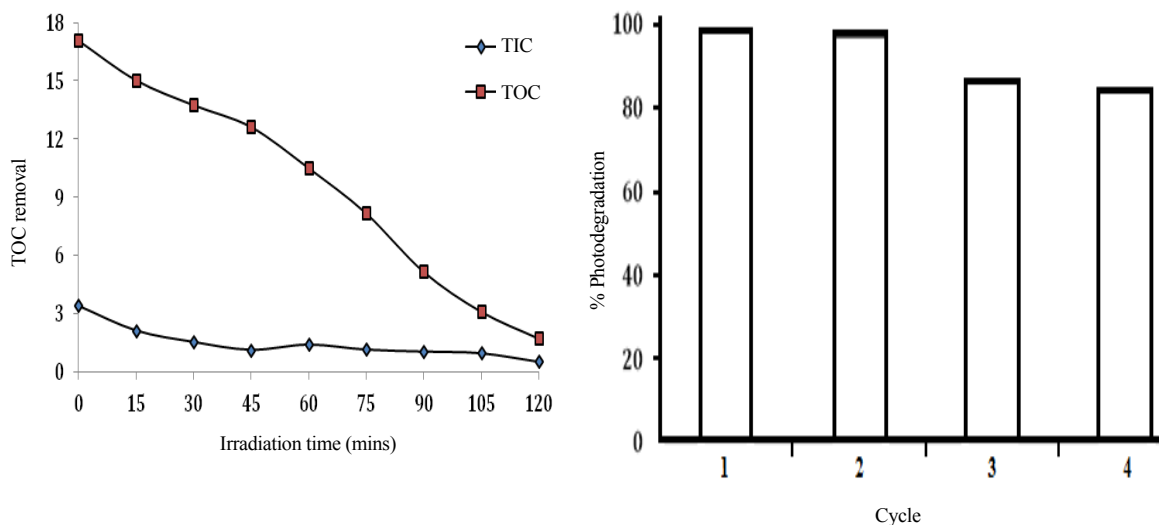 18
15
12
9
6
3
0
TOC removal
TIC
TOC
0 15 30 45 60 75 90 105 120
Irradiation time (mins)
100
80
60
40
20
0
% Photodegradation
1 2 3 4
Cycle